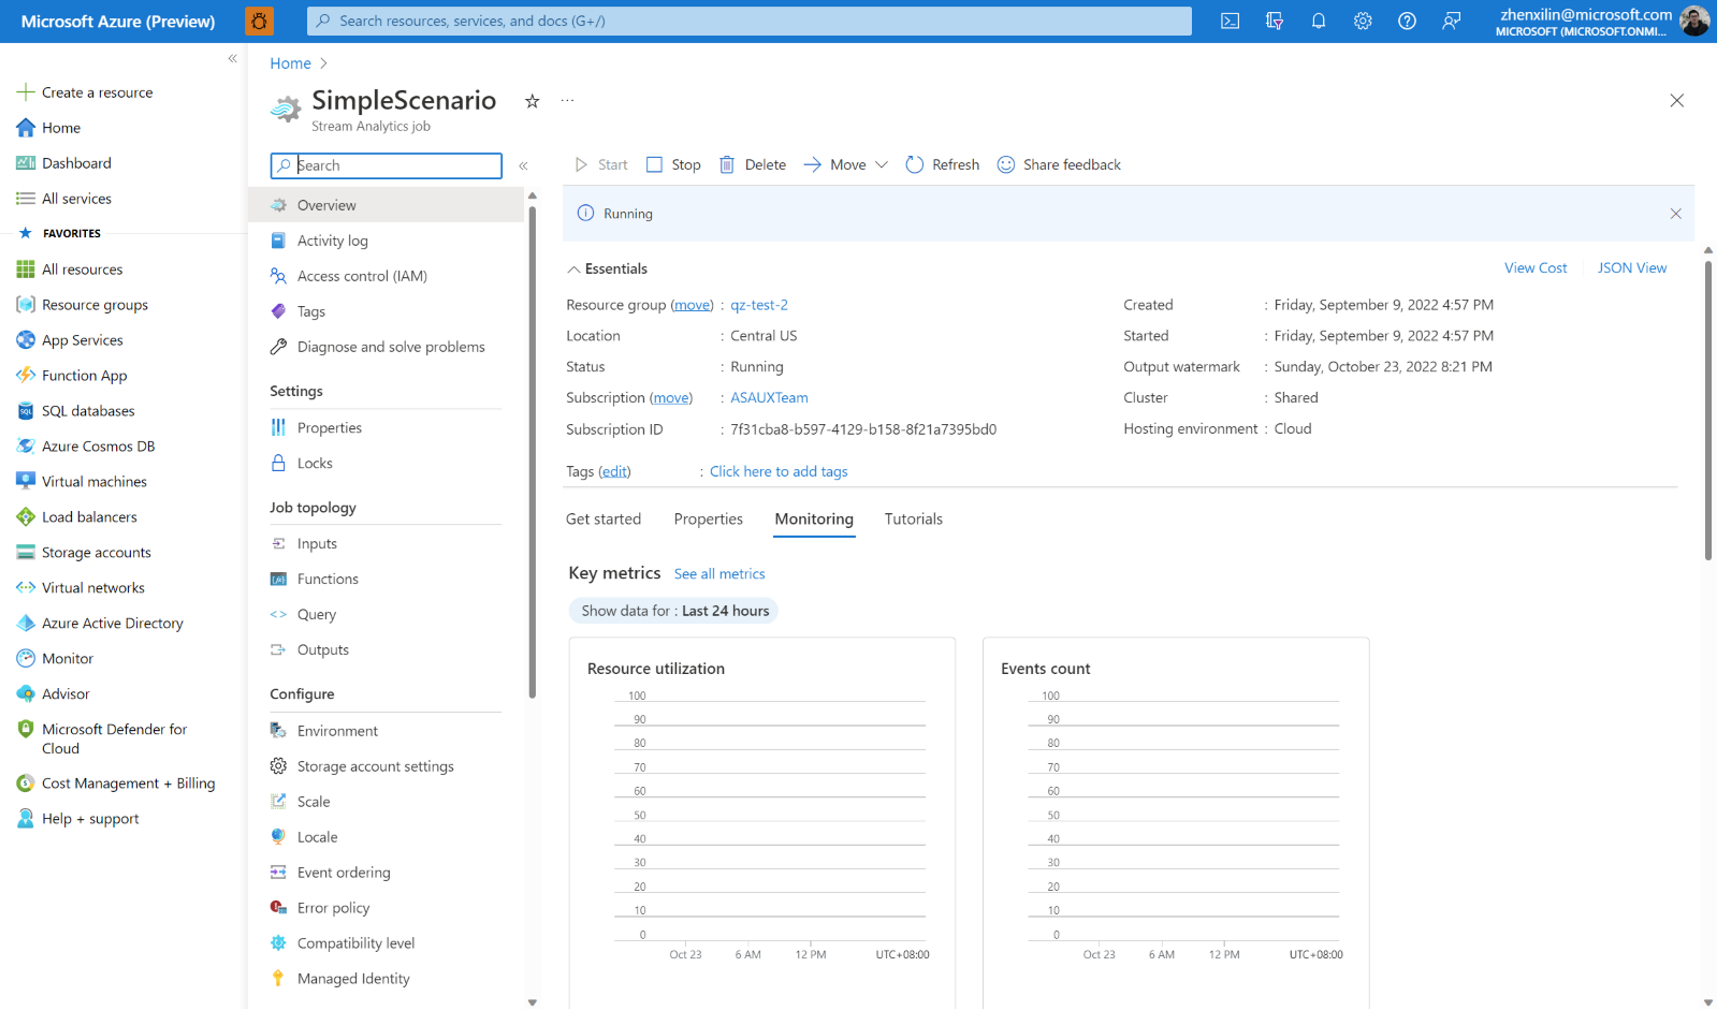 Microsoft Azure (Preview)
Search resources, services, and docs (G+/)
zhenxilin@microsoft.com
MICROSOFT (MICROSOFT.ONMI...
Create a resource
Home
Dashboard
All services
FAVORITES
All resources
Resource groups
App Services
Function App
SQL databases
Azure Cosmos DB
Virtual machines
Load balancers
Storage accounts
Virtual networks
Azure Active Directory
Monitor
Advisor
Microsoft Defender for
Cloud
Cost Management + Billing
Help + support
Home >
SimpleScenario
Stream Analytics job
Search
Overview
Activity log
Access control (IAM)
Tags
Diagnose and solve problems
Settings
Properties
Locks
Job topology
Inputs
Functions
Query
Outputs
Configure
Environment
Storage account settings
Scale
Locale
Event ordering
Error policy
Compatibility level
Managed Identity
Start Stop Delete Move Refresh Share feedback
Running
Essentials
View Cost JSON View
Resource group (move) : qz-test-2
Location : Central US
Status : Running
Subscription (move) : ASAUXTeam
Subscription ID : 7f31cba8-b597-4129-b158-8f21a7395bd0
Created : Friday, September 9, 2022 4:57 PM
Started : Friday, September 9, 2022 4:57 PM
Output watermark : Sunday, October 23, 2022 8:21 PM
Cluster : Shared
Hosting environment : Cloud
Tags (edit) : Click here to add tags
Get started Properties Monitoring Tutorials
Key metrics See all metrics
Show data for : Last 24 hours
Resource utilization
100
90
80
70
60
50
40
30
20
10
0
Oct 23 6 AM 12 PM UTC+08:00
Events count
100
90
80
70
60
50
40
30
20
10
0
Oct 23 6 AM 12 PM UTC+08:00